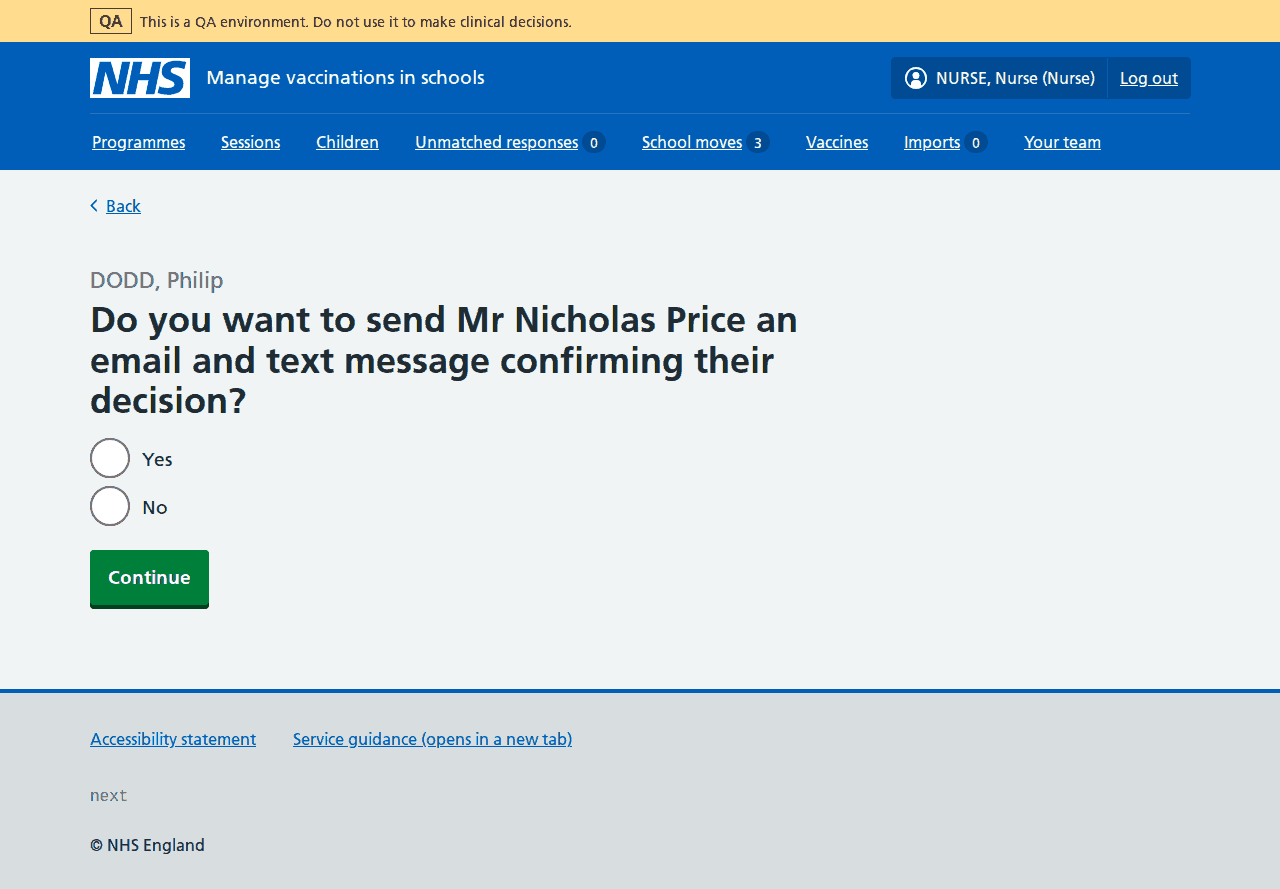 QA This is a QA environment. Do not use it to make clinical decisions.
NHS Manage vaccinations in schools NURSE, Nurse (Nurse) Log out
Programmes Sessions Children Unmatched responses 0 School moves 3 Vaccines Imports 0 Your team
Back
DODD, Philip
Do you want to send Mr Nicholas Price an
email and text message confirming their
decision?
Yes
No
Continue
Accessibility statement Service guidance (opens in a new tab)
next
© NHS England